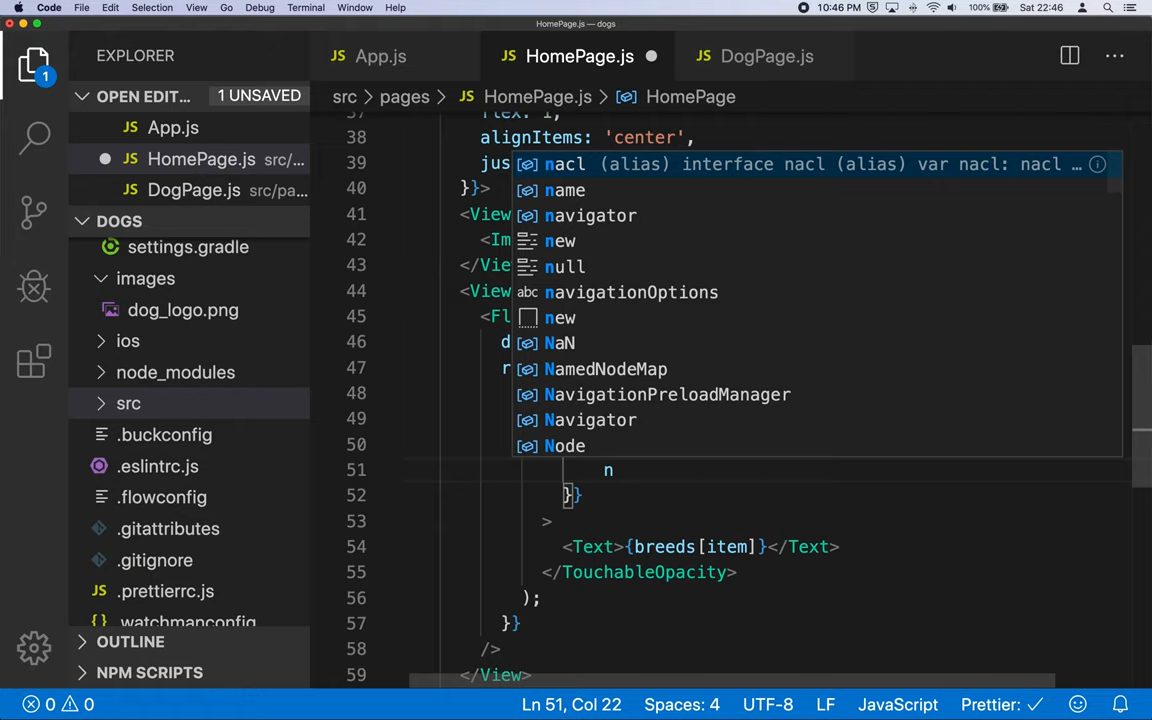 Code File Edit Selection View Go Debug Terminal Window Help 10:46 PM 100% Sat 22:46
HomePage.js — dogs
EXPLORER
JS App.js JS HomePage.js JS DogPage.js
OPEN EDIT... 1 UNSAVED
src > pages > JS HomePage.js > HomePage
JS App.js
JS HomePage.js src/...
JS DogPage.js src/pa...
DOGS
settings.gradle
images
dog_logo.png
ios
node_modules
src
.buckconfig
.eslintrc.js
.flowconfig
.gitattributes
.gitignore
JS .prettierrc.js
{} .watchmanconfig
OUTLINE
NPM SCRIPTS
37 flex: 1,
38 alignItems: 'center',
39 jus
40 }}>
41 <View
42 <Im
43 </Vie
44 <View
45 <Fl
46 d
47 r
48
49
50
51 n
52 }}
53 >
54 <Text>{breeds[item]}</Text>
55 </TouchableOpacity>
56 );
57 }}
58 />
59 </View>
nacl (alias) interface nacl (alias) var nacl: nacl ...
name
navigator
new
null
abc navigationOptions
new
NaN
NamedNodeMap
NavigationPreloadManager
Navigator
Node
1
0 0 Ln 51, Col 22 Spaces: 4 UTF-8 LF JavaScript Prettier: ✓